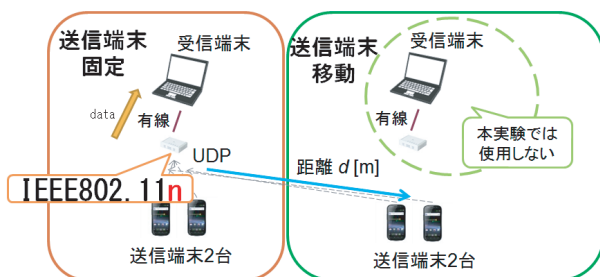 送信端末
固定
受信端末
data
有線
UDP
IEEE802.11n
送信端末2台
送信端末
移動
受信端末
有線
本実験では
使用しない
距離 d [m]
送信端末2台